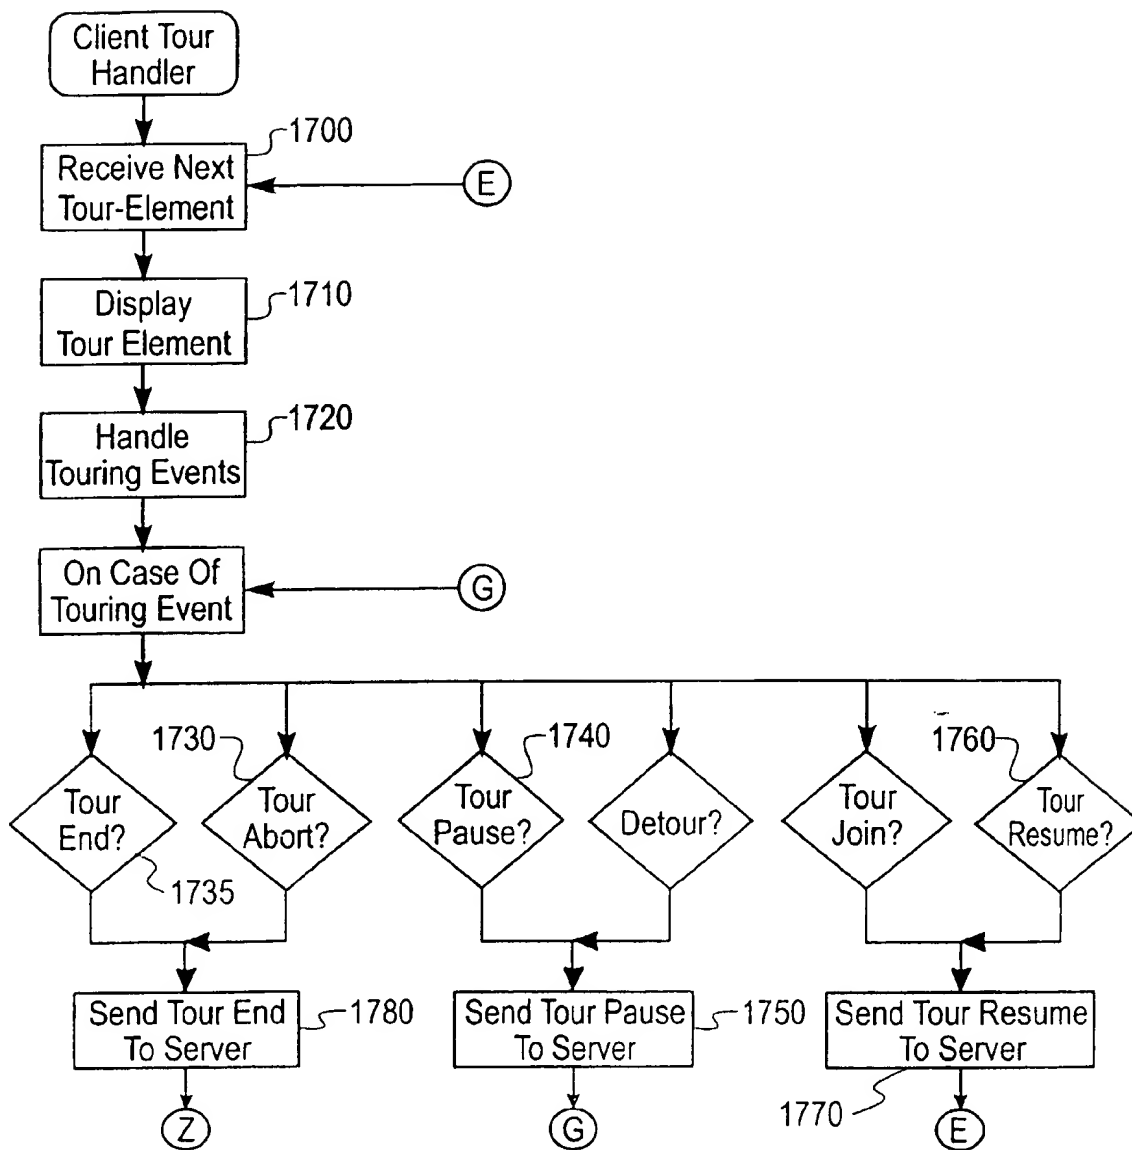 Client Tour
Handler
1700
Receive Next
Tour-Element
E
1710
Display
Tour Element
1720
Handle
Touring Events
On Case Of
Touring Event
G
1730
1740
1760
Tour
End?
Tour
Abort?
Tour
Pause?
Detour?
Tour
Join?
Tour
Resume?
1735
Send Tour End
To Server
1780
Send Tour Pause
To Server
1750
Send Tour Resume
To Server
1770
Z
G
E